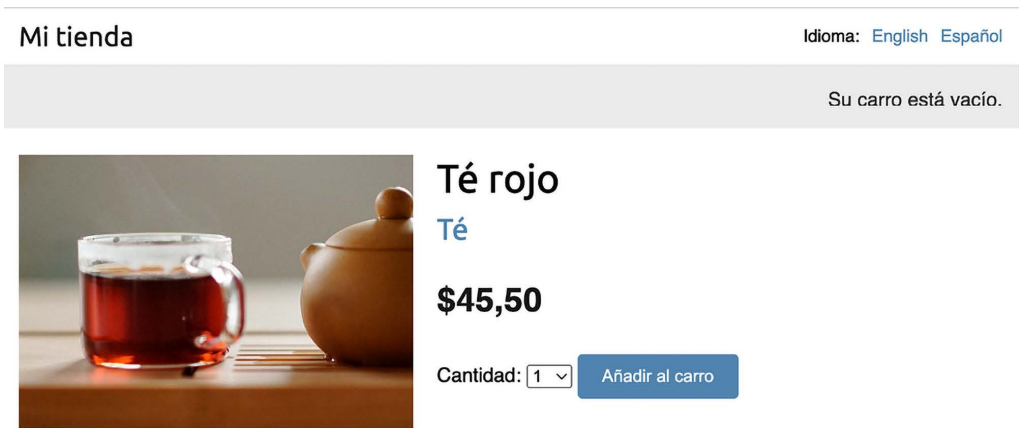 Mi tienda
Idioma: English Español
Su carro está vacío.
Té rojo
Té
$45,50
Cantidad: 1 Añadir al carro